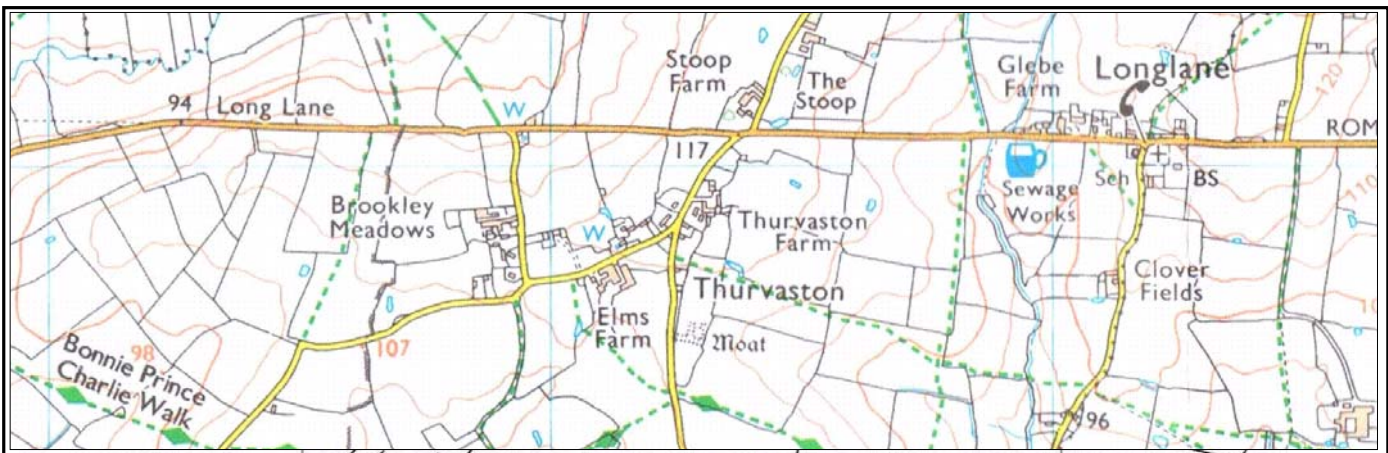 Stoop
Farm
The
Stoop
Glebe
Farm
Longlane
94
Long Lane
W
117
ROM
120
Sch
BS
Sewage
Works
110
Brookley
Meadows
W
Thurvaston
Farm
Thurvaston
Clover
Fields
Elms
Farm
Moat
107
98
Bonnie Prince
Charlie Walk
96